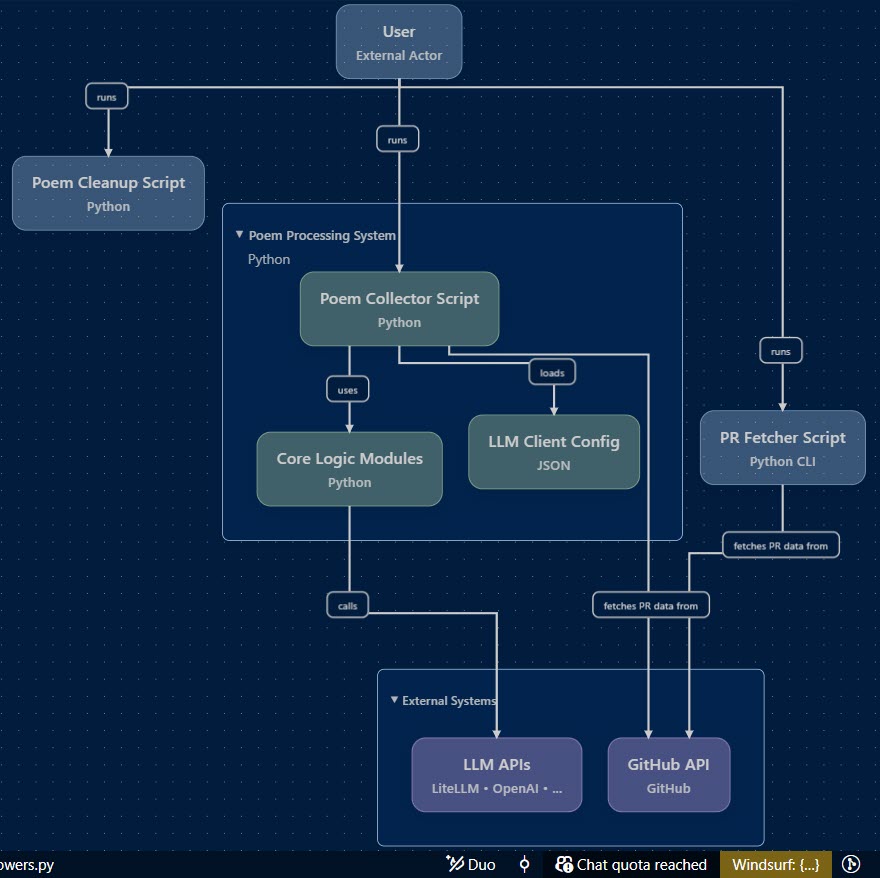 User
External Actor
runs
runs
Poem Cleanup Script
Python
Poem Processing System
Python
Poem Collector Script
Python
runs
loads
uses
LLM Client Config
JSON
PR Fetcher Script
Python CLI
Core Logic Modules
Python
fetches PR data from
calls
fetches PR data from
External Systems
LLM APIs
LiteLLM • OpenAI • ...
GitHub API
GitHub
owers.py
Duo
Chat quota reached
Windsurf: {...}